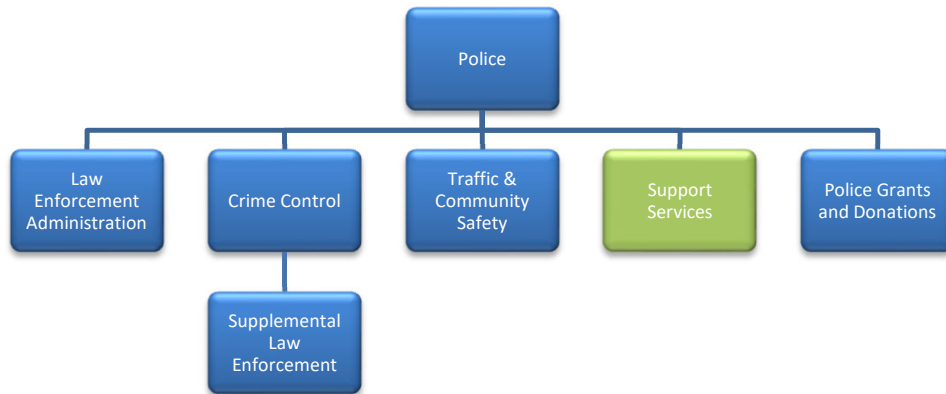 Police
Law
Enforcement
Administration
Crime Control
Traffic &
Community
Safety
Support
Services
Police Grants
and Donations
Supplemental
Law
Enforcement